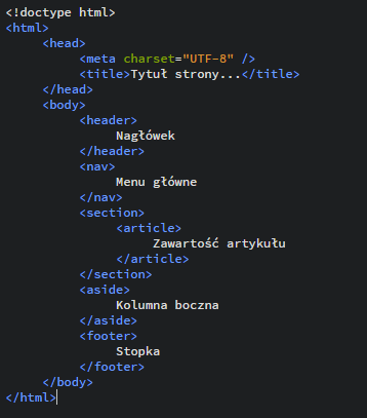 <!doctype html>
<html>
<head>
<meta charset="UTF-8" />
<title>Tytuł strony...</title>
</head>
<body>
<header>
Nagłówek
</header>
<nav>
Menu główne
</nav>
<section>
<article>
Zawartość artykułu
</article>
</section>
<aside>
Kolumna boczna
</aside>
<footer>
Stopka
</footer>
</body>
</html>